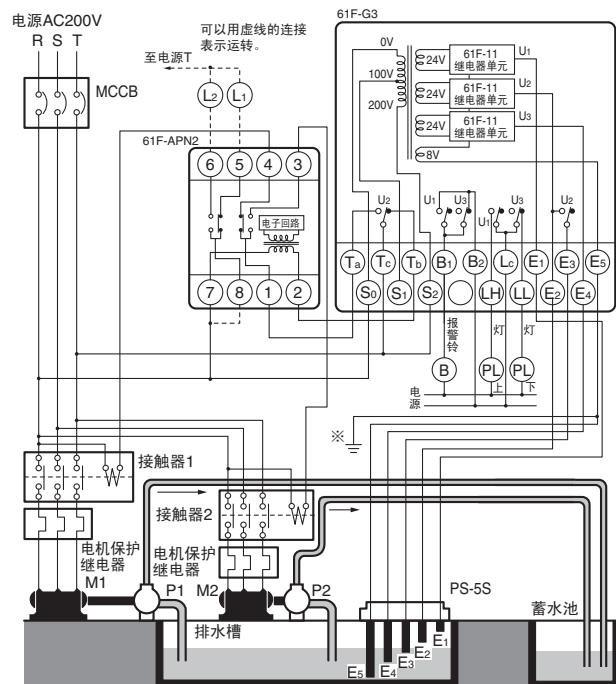 电源AC200V
R S T
MCCB
可以用虚线的连接
表示运转。
至电源T
L2 L1
61F-APN2
6 5 4 3
电子回路
7 8 1 2
61F-G3
0V
100V
200V
24V
61F-11
继电器单元
U1
24V
61F-11
继电器单元
U2
24V
61F-11
继电器单元
U3
8V
U2 U1 U3 U1 U3 U2
Ta Tc Tb B1 B2 Lc E1 E3 E5
S0 S1 S2 LH LL E2 E4
报警铃
灯
灯
B
PL
上
PL
下
电源
※
接触器1
接触器2
电机保护
继电器
电机保护
继电器
M1
P1
M2
P2
PS-5S
蓄水池
排水槽
E5 E4 E3 E2 E1